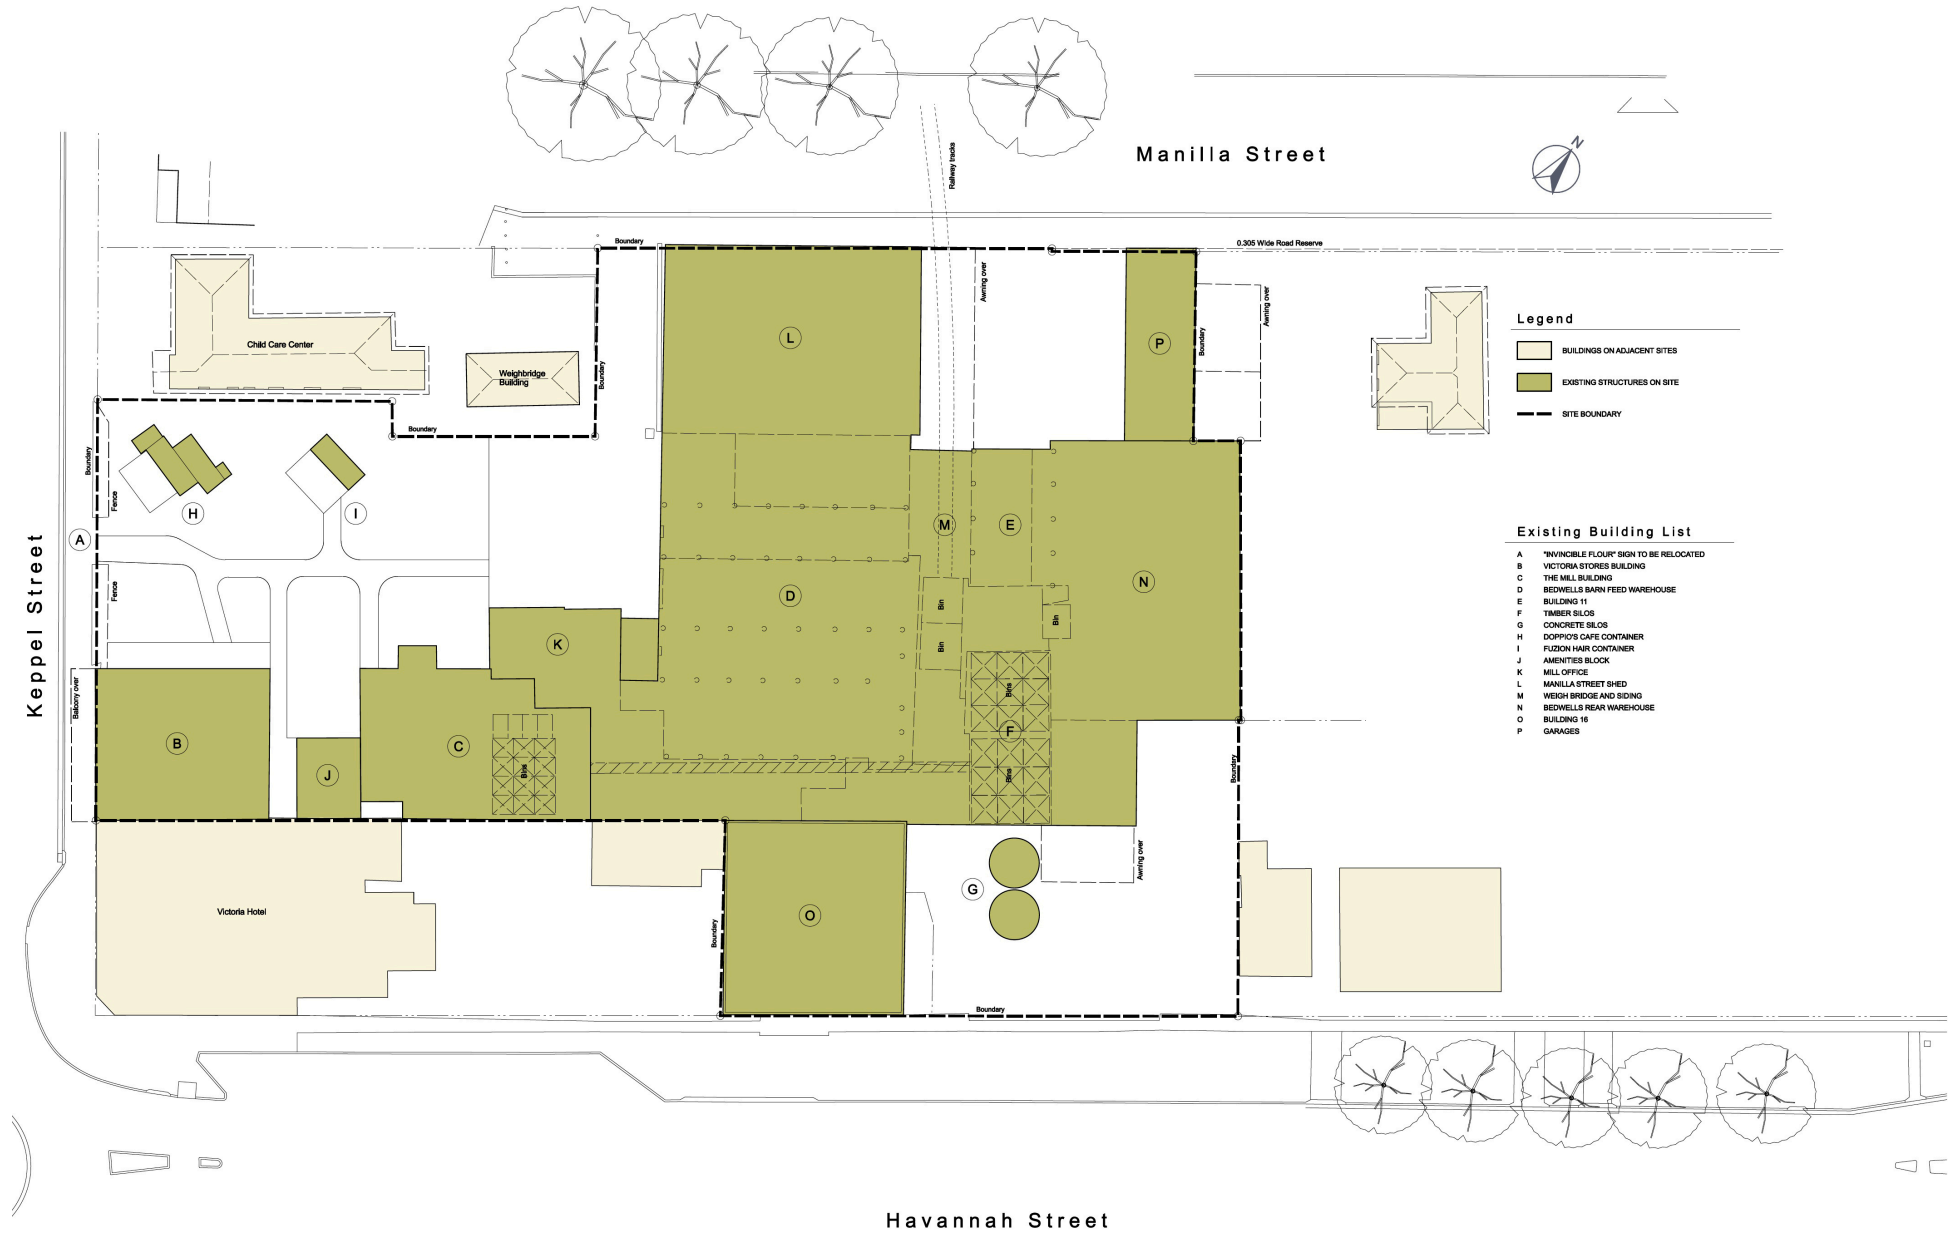 Manilla Street
N
Railway tracks
Boundary
0.305 Wide Road Reserve
Awning over
Awning over
Legend
L
P
Boundary
Child Care Center
BUILDINGS ON ADJACENT SITES
Weighbridge
Building
Boundary
EXISTING STRUCTURES ON SITE
SITE BOUNDARY
Boundary
Boundary
Fence
H
I
A
M
E
Existing Building List
A "INVINCIBLE FLOUR" SIGN TO BE RELOCATED
B VICTORIA STORES BUILDING
C THE MILL BUILDING
D BEDWELLS BARN FEED WAREHOUSE
E BUILDING 11
F TIMBER SILOS
G CONCRETE SILOS
H DOPPIO'S CAFE CONTAINER
I FUZION HAIR CONTAINER
J AMENITIES BLOCK
K MILL OFFICE
L MANILLA STREET SHED
M WEIGH BRIDGE AND SIDING
N BEDWELLS REAR WAREHOUSE
O BUILDING 16
P GARAGES
Keppel Street
Fence
D
N
Bin
Bin
Bin
K
Balcony over
Bins
F
B
C
J
Bins
Bins
Boundary
Awning over
G
Victoria Hotel
O
Boundary
Boundary
Havannah Street